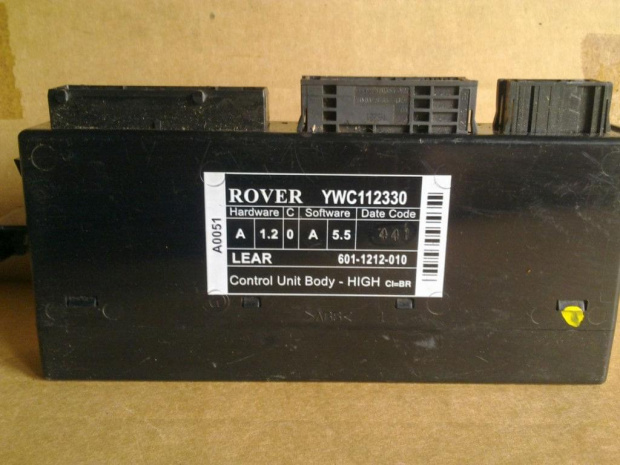 ROVER YWC112330
Hardware C Software Date Code
A 1.2 0 A 5.5
LEAR 601-1212-010
Control Unit Body - HIGH CI=BR
A0051
>ABS<